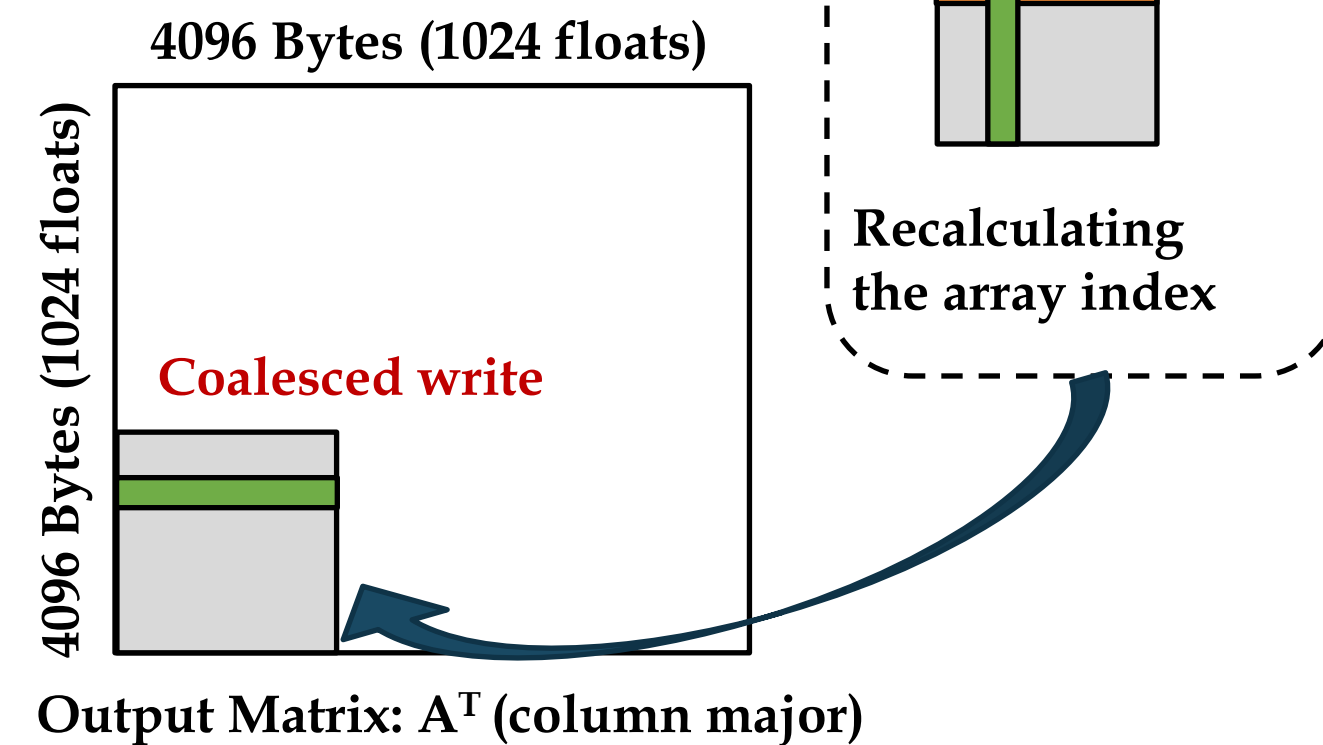 4096 Bytes (1024 floats)
4096 Bytes (1024 floats)
Coalesced write
Recalculating
the array index
Output Matrix: Aᵀ (column major)